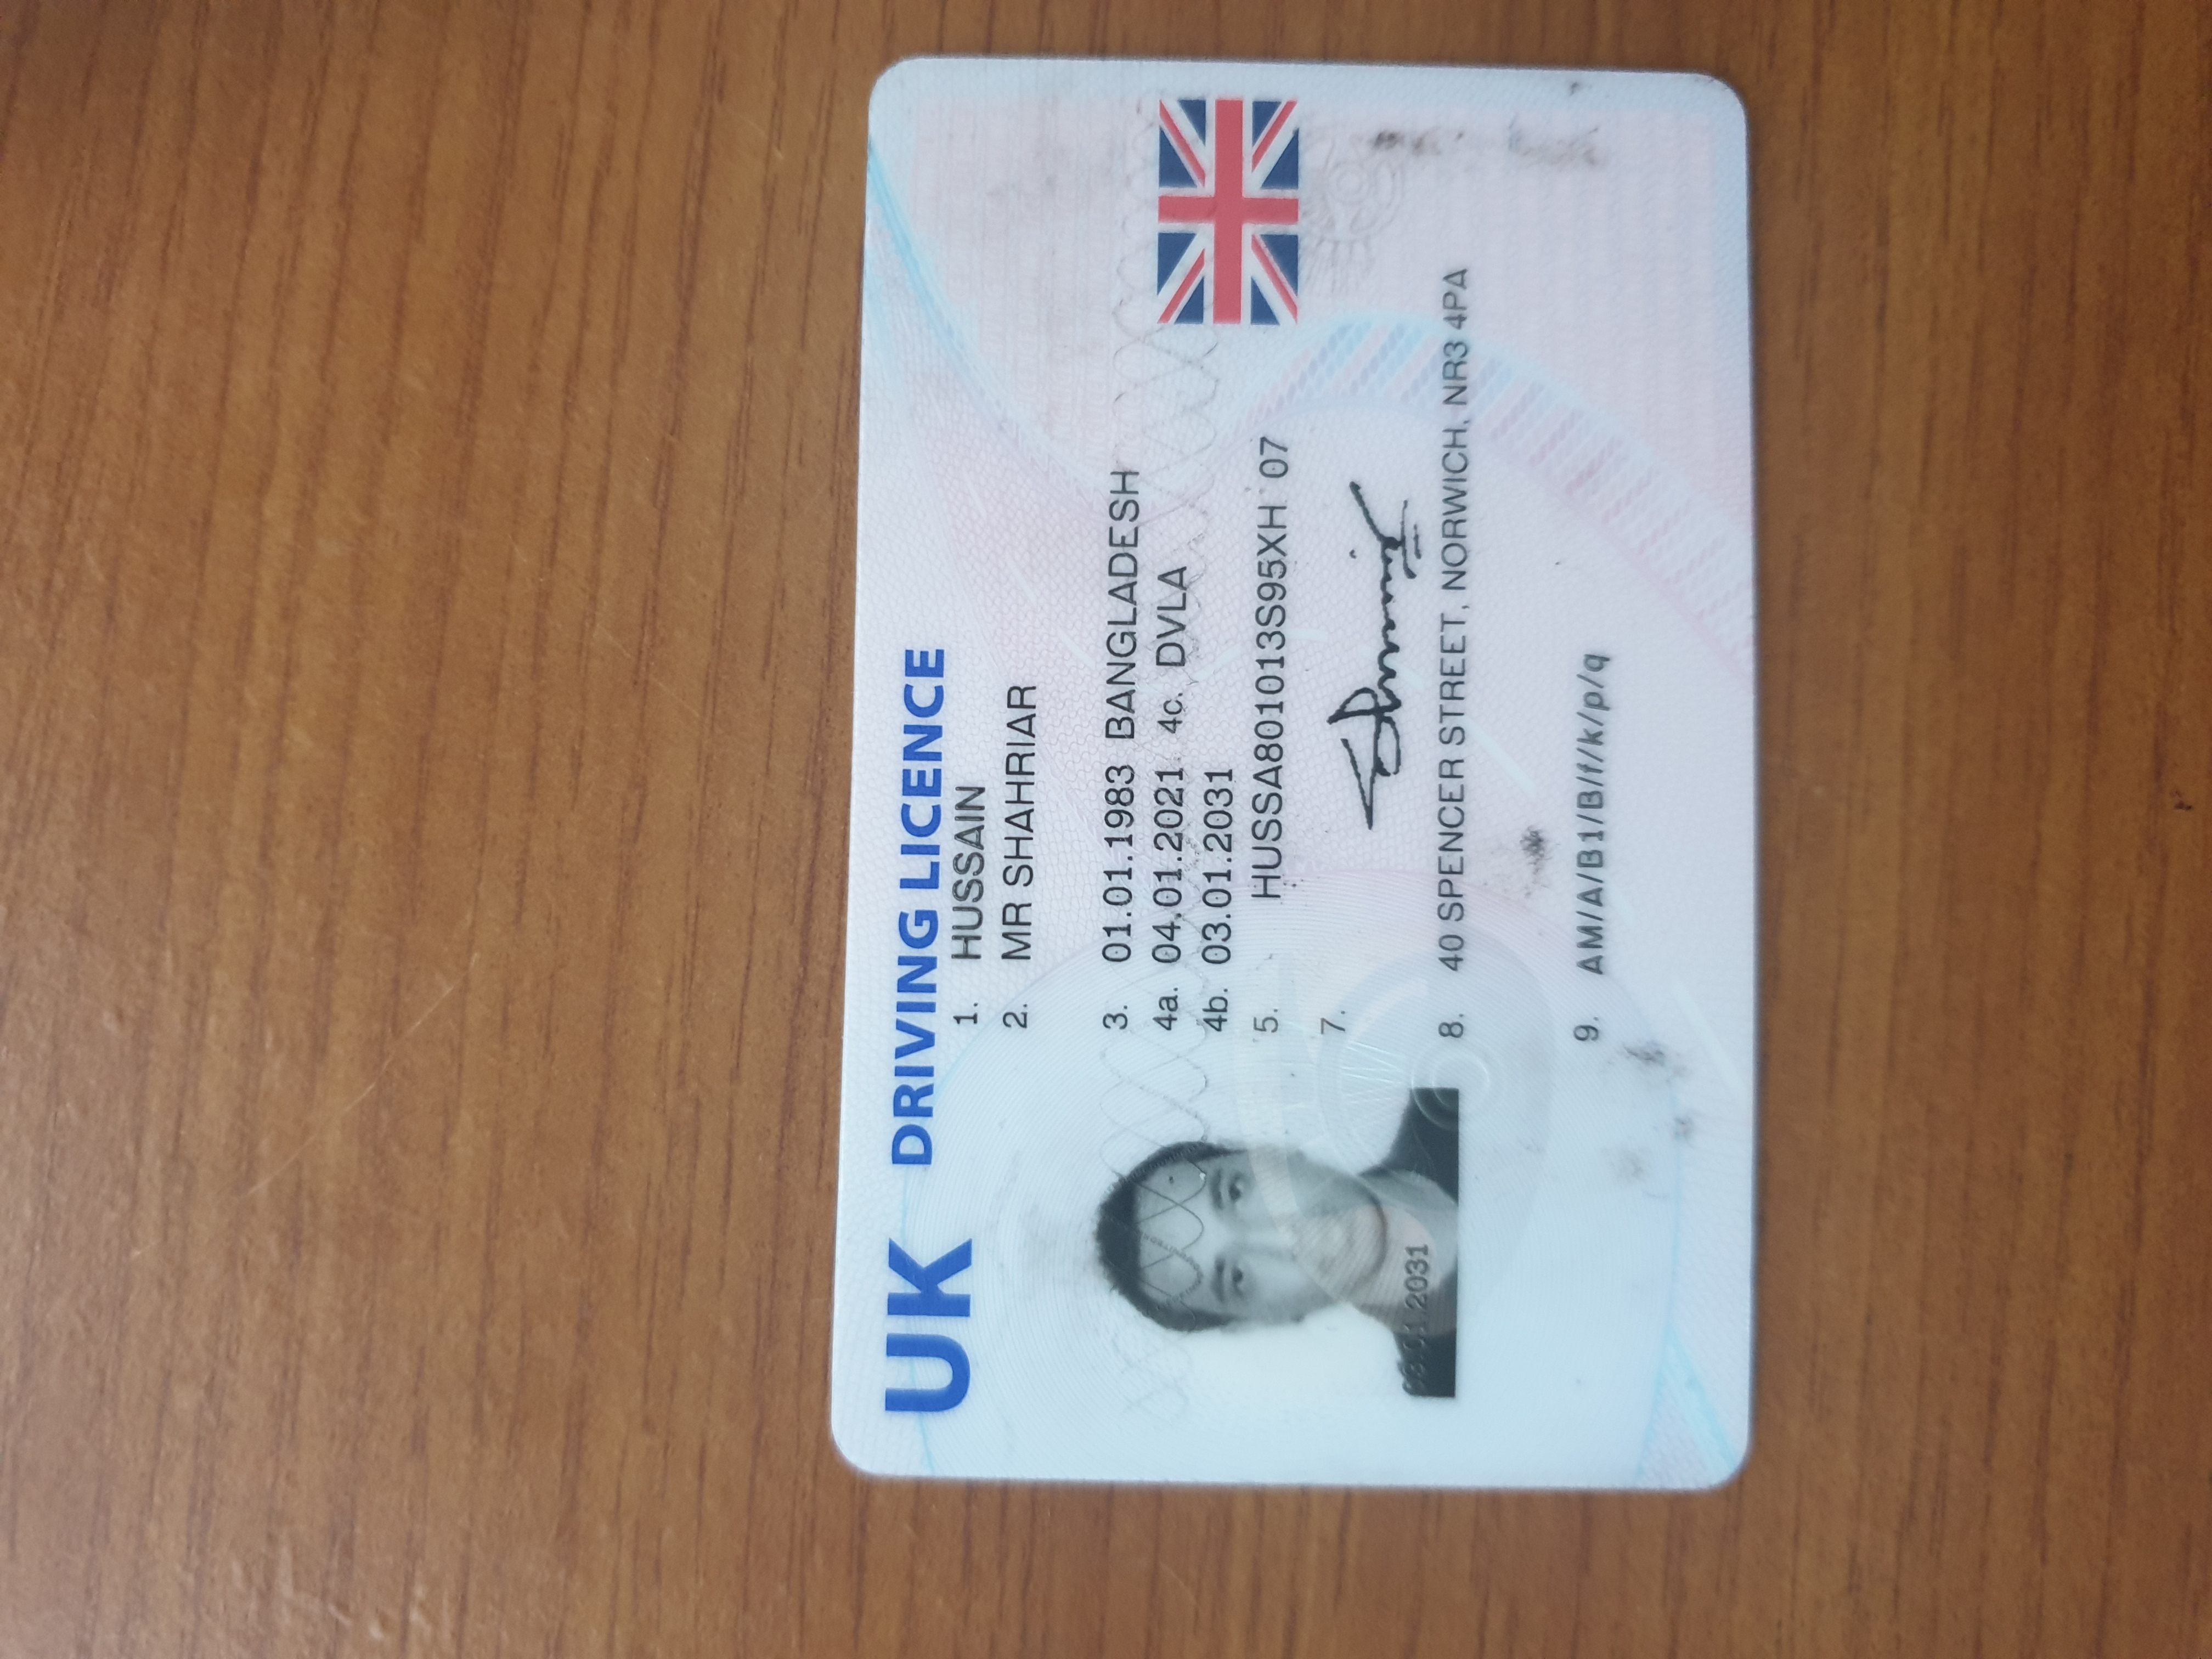 UK DRIVING LICENCE
1. HUSSAIN
2. MR SHAHRIAR
3. 01.01.1983 BANGLADESH
4a. 04.01.2021 4c. DVLA
4b. 03.01.2031
5. HUSSA801013S95XH 07
7.
03.01.2031
8. 40 SPENCER STREET, NORWICH, NR3 4PA
9. AM/A/B1/B/f/k/p/q